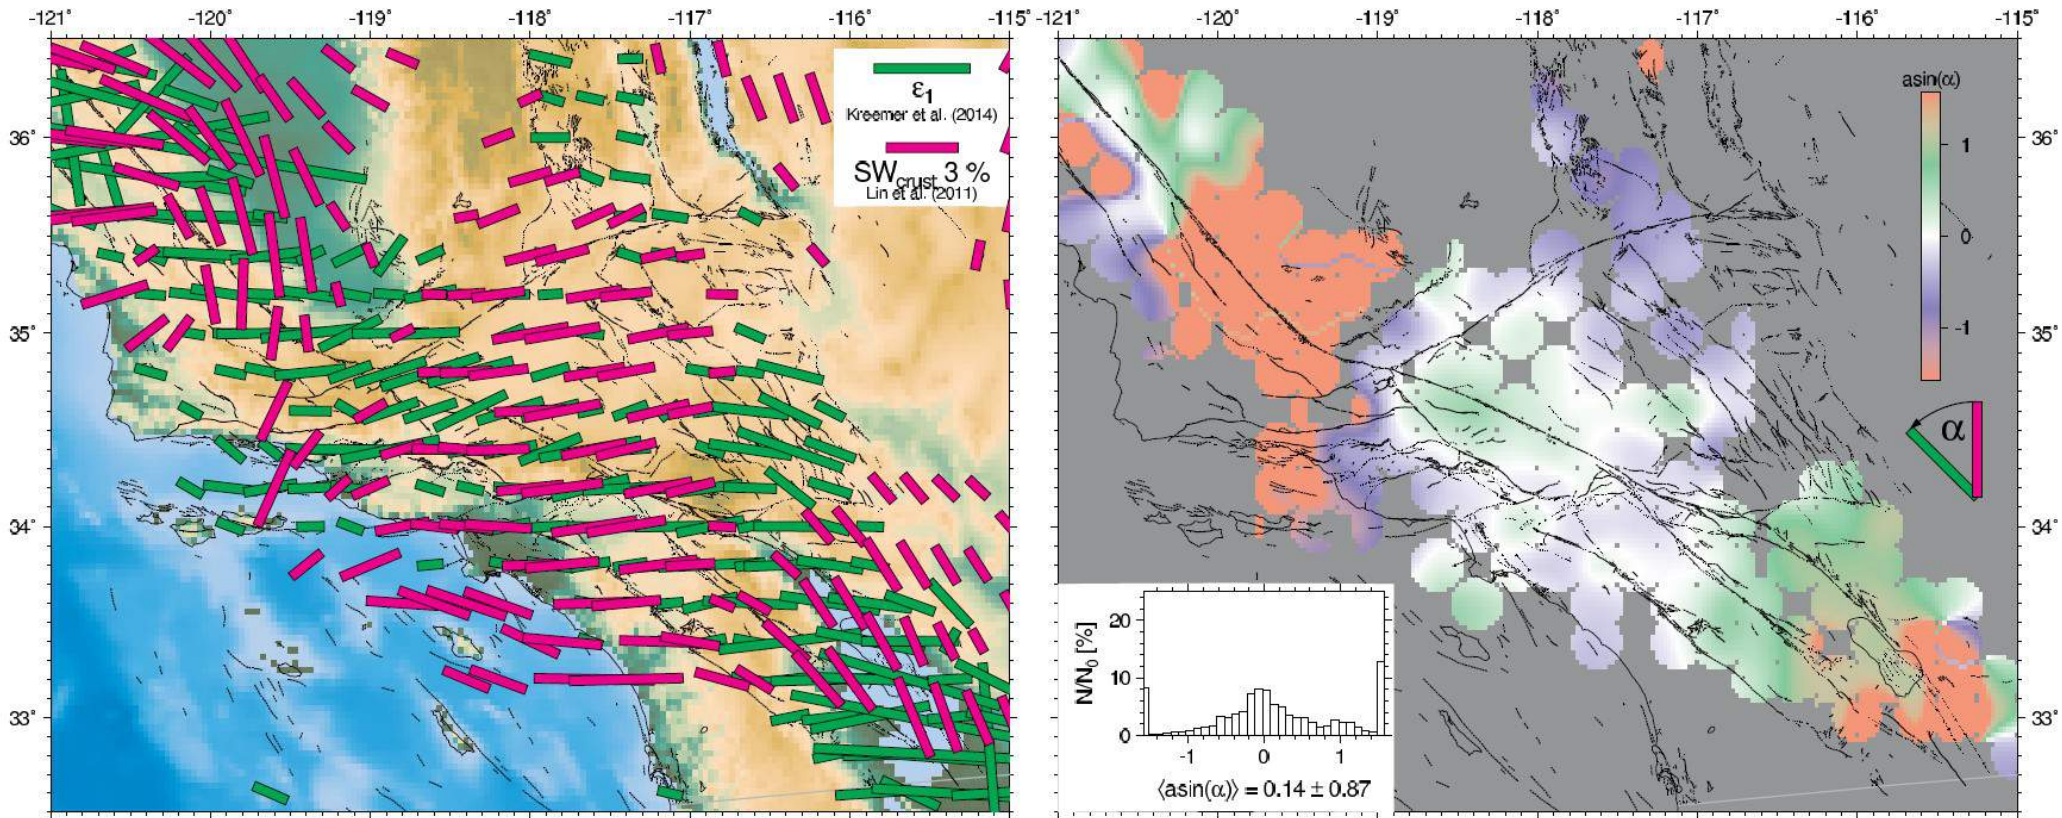 -121° -120° -119° -118° -117° -116° -115°
36°
35°
34°
33°
ε1
Kreemer et al. (2014)
SWcrust 3 %
Lin et al. (2011)
-121° -120° -119° -118° -117° -116° -115°
asin(α)
1
0
-1
α
36°
35°
34°
33°
N/N0 [%]
20
10
0
-1 0 1
⟨asin(α)⟩ = 0.14 ± 0.87